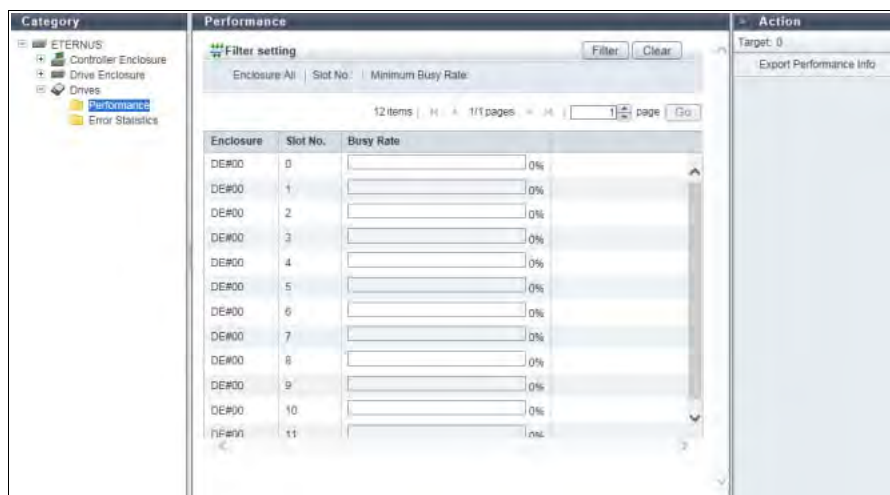 Category
ETERNUS
Controller Enclosure
Drive Enclosure
Drives
Performance
Error Statistics
Performance
Filter setting
Filter Clear
Enclosure:All | Slot No.: | Minimum Busy Rate:
12 items | 1/1 pages | 1 page Go
Enclosure Slot No. Busy Rate
DE#00 0 0%
DE#00 1 0%
DE#00 2 0%
DE#00 3 0%
DE#00 4 0%
DE#00 5 0%
DE#00 6 0%
DE#00 7 0%
DE#00 8 0%
DE#00 9 0%
DE#00 10 0%
DE#00 11 0%
Action
Target: 0
Export Performance Info